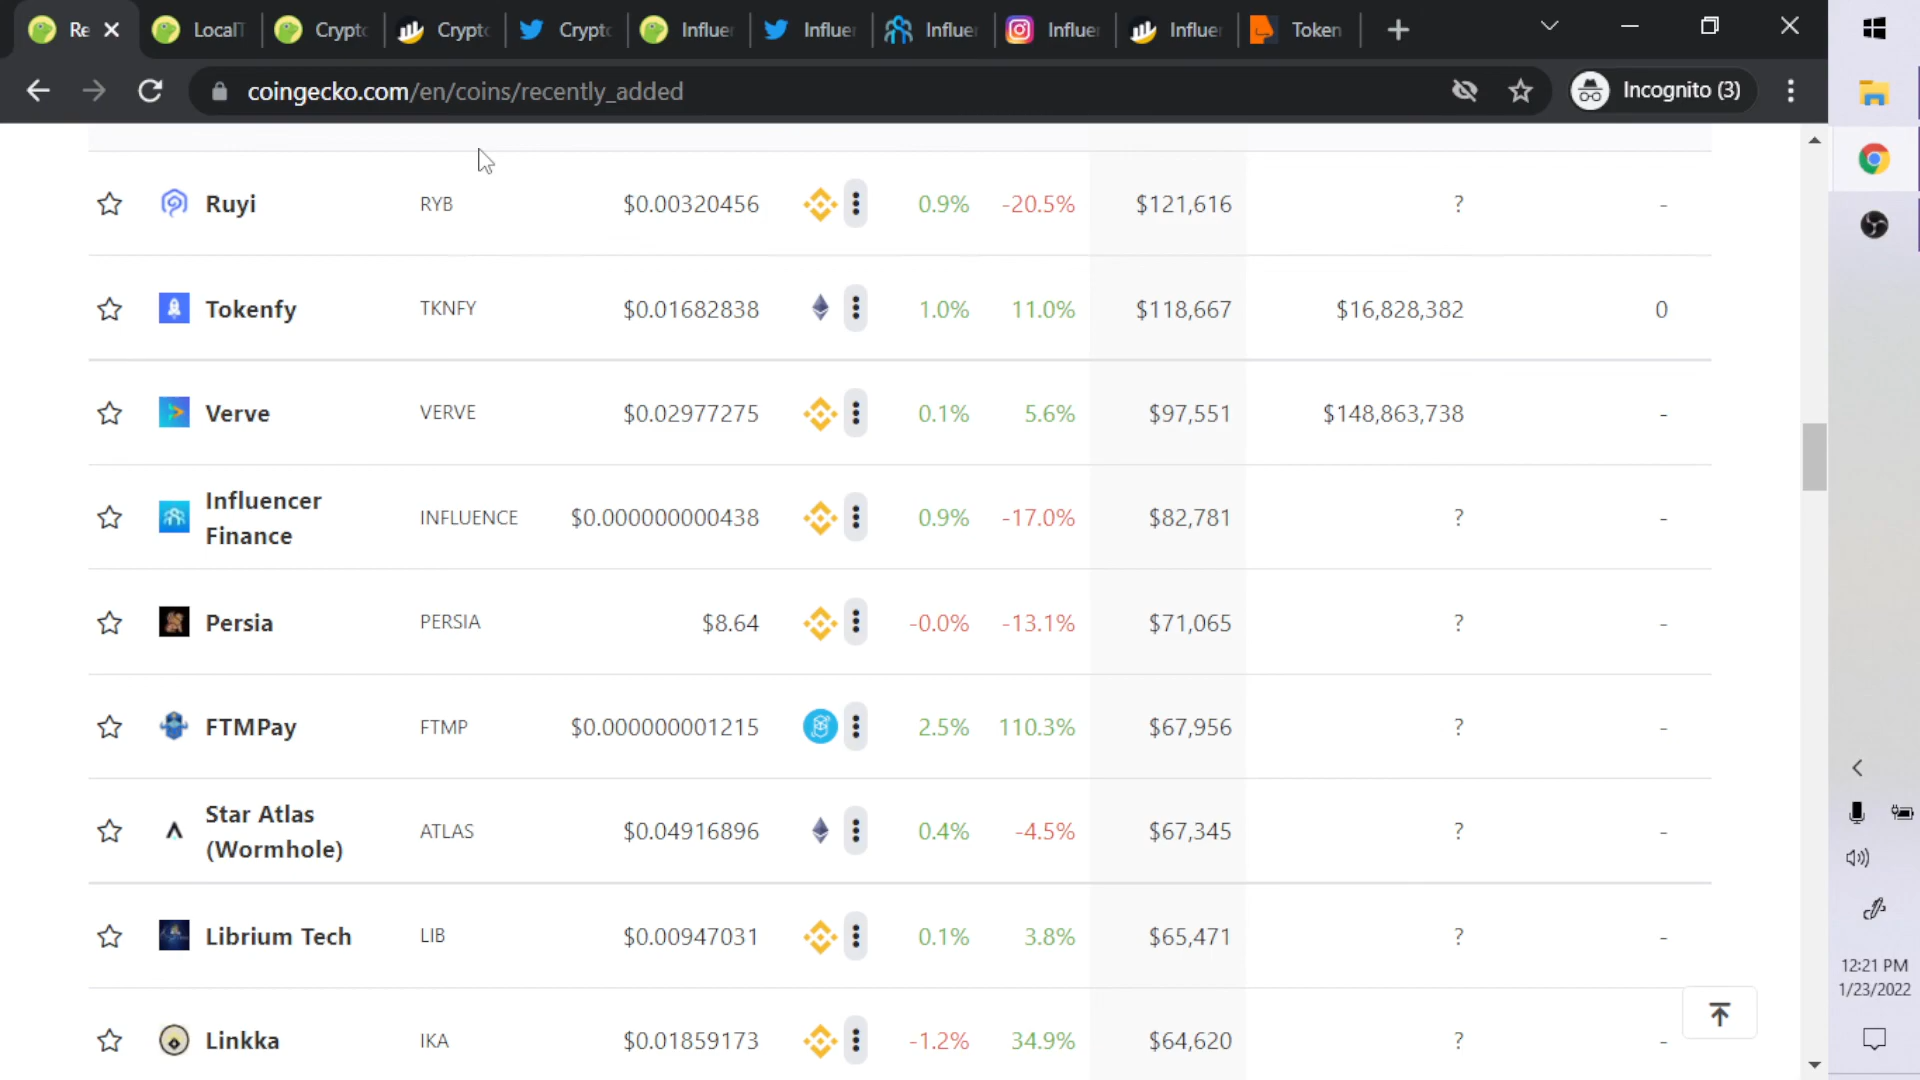 Re LocalT Crypto Crypto Crypto Influer Influer Influe Influe Influer Token
coingecko.com/en/coins/recently_added Incognito (3)
Ruyi RYB $0.00320456 0.9% -20.5% $121,616 ? -
Tokenfy TKNFY $0.01682838 1.0% 11.0% $118,667 $16,828,382 0
Verve VERVE $0.02977275 0.1% 5.6% $97,551 $148,863,738 -
Influencer
Finance INFLUENCE $0.000000000438 0.9% -17.0% $82,781 ? -
Persia PERSIA $8.64 -0.0% -13.1% $71,065 ? -
FTMPay FTMP $0.000000001215 2.5% 110.3% $67,956 ? -
Star Atlas
(Wormhole) ATLAS $0.04916896 0.4% -4.5% $67,345 ? -
Librium Tech LIB $0.00947031 0.1% 3.8% $65,471 ? -
Linkka IKA $0.01859173 -1.2% 34.9% $64,620 ? -
12:21 PM
1/23/2022